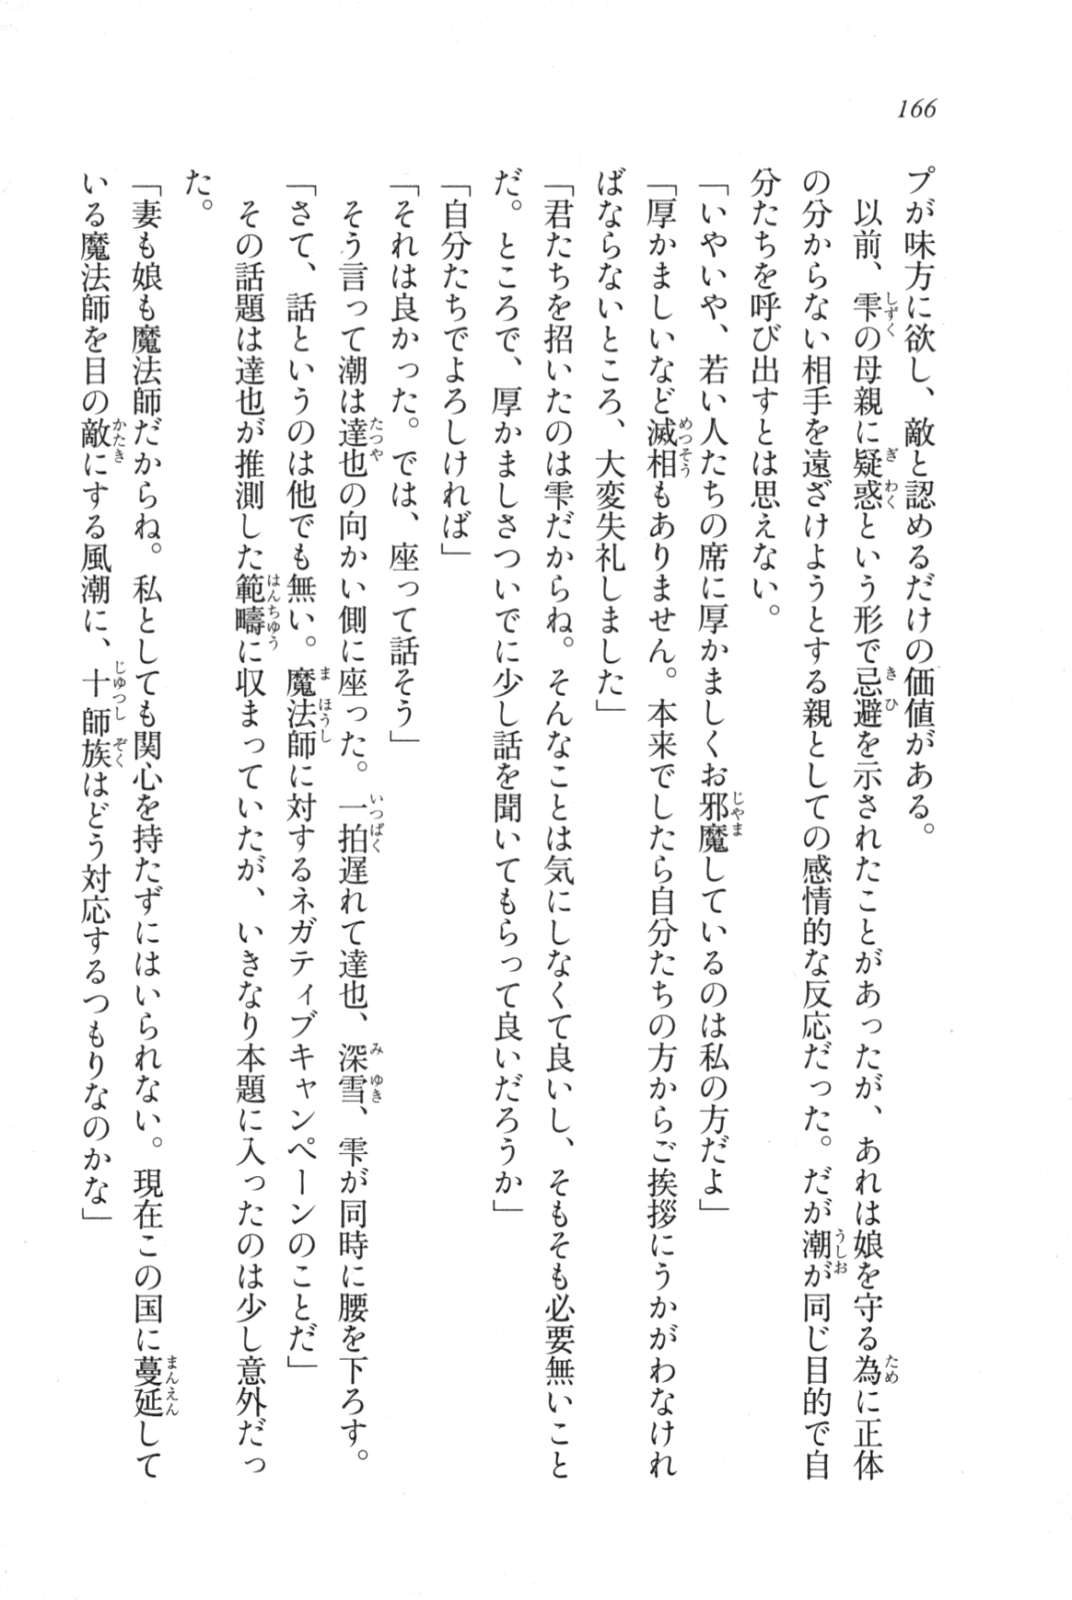 166
プが味方に欲し、敵と認めるだけの価値がある。
　以前、雫の母親に疑惑という形で忌避を示されたことがあったが、あれは娘を守る為に正体
の分からない相手を遠ざけようとする親としての感情的な反応だった。だが潮が同じ目的で自
分たちを呼び出すとは思えない。
「いやいや、若い人たちの席に厚かましくお邪魔しているのは私の方だよ」
「厚かましいなど滅相もありません。本来でしたら自分たちの方からご挨拶にうかがわなけれ
ばならないところ、大変失礼しました」
「君たちを招いたのは雫だからね。そんなことは気にしなくて良いし、そもそも必要無いこと
だ。ところで、厚かましさついでに少し話を聞いてもらって良いだろうか」
「自分たちでよろしければ」
「それは良かった。では、座って話そう」
　そう言って潮は達也の向かい側に座った。一拍遅れて達也、深雪、雫が同時に腰を下ろす。
「さて、話というのは他でも無い。魔法師に対するネガティブキャンペーンのことだ」
　その話題は達也が推測した範疇に収まっていたが、いきなり本題に入ったのは少し意外だっ
た。
「妻も娘も魔法師だからね。私としても関心を持たずにはいられない。現在この国に蔓延して
いる魔法師を目の敵にする風潮に、十師族はどう対応するつもりなのかな」